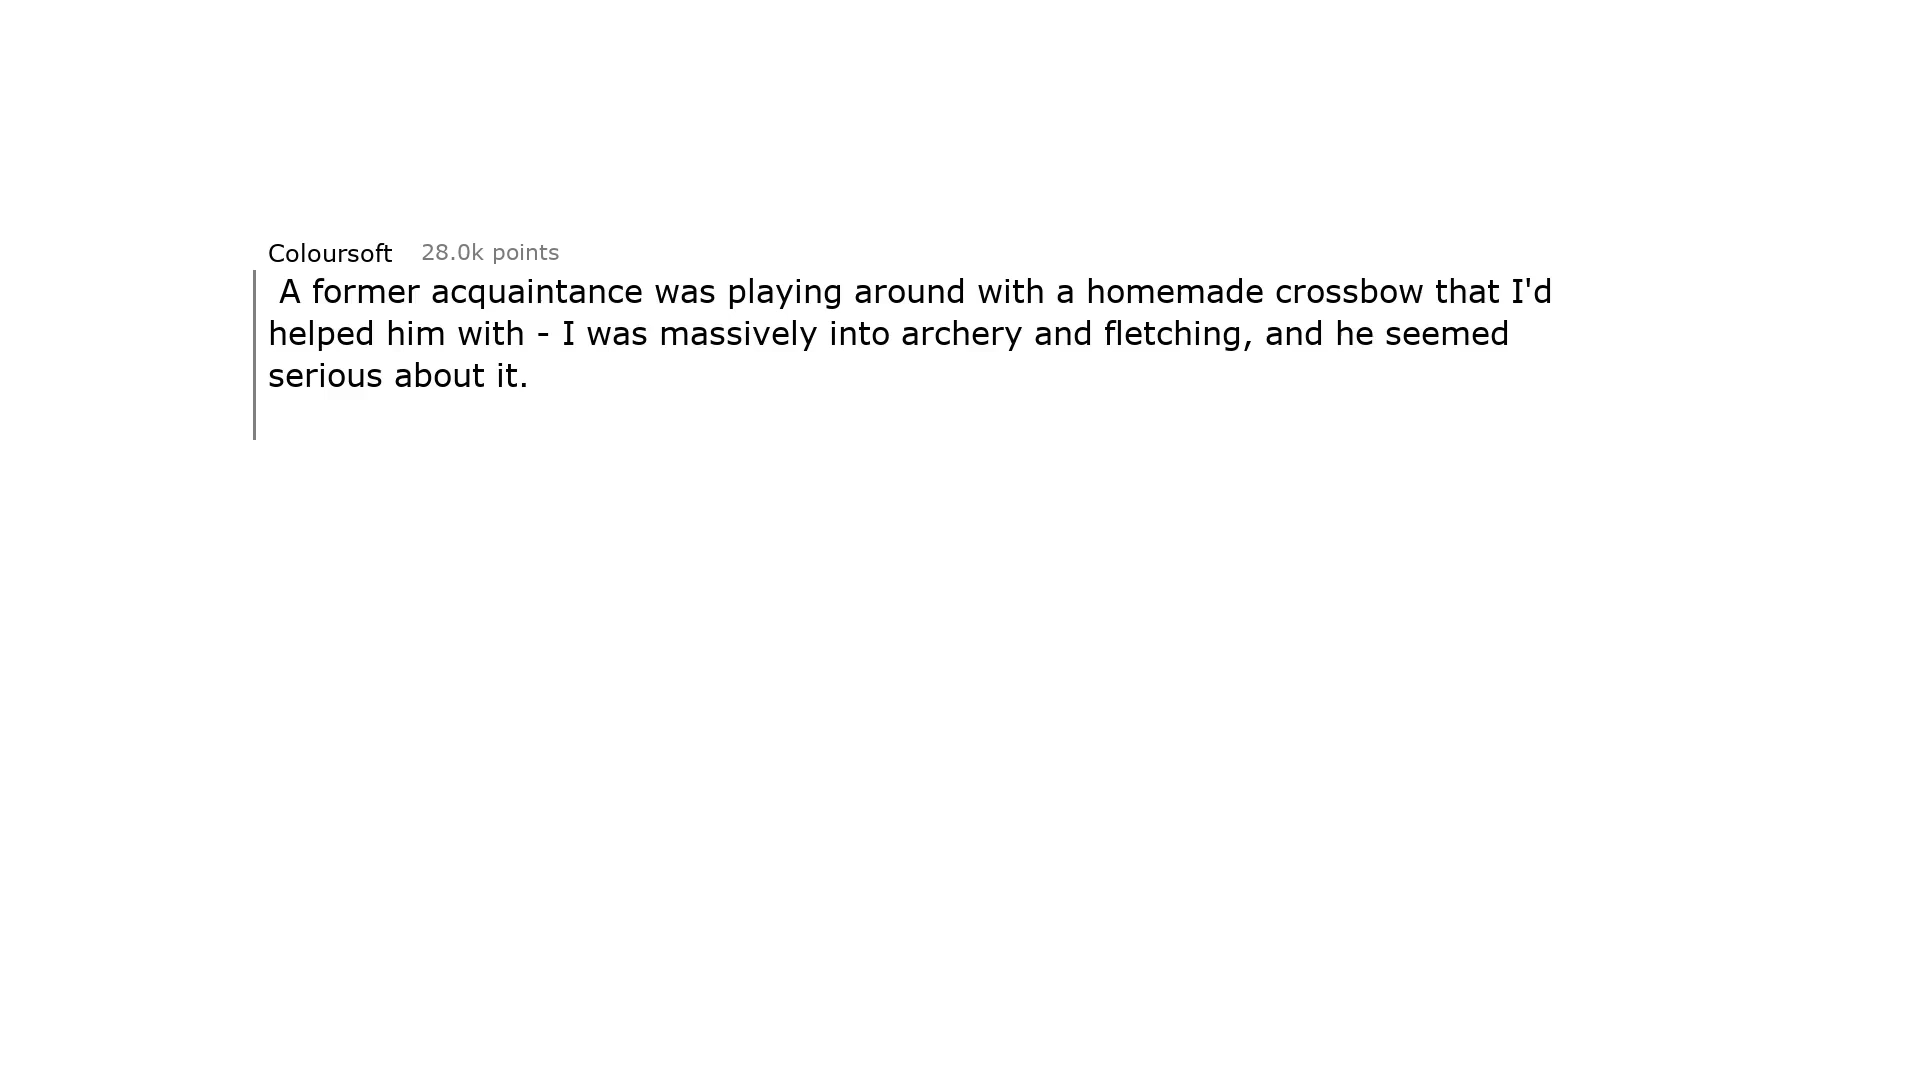 Coloursoft 28.0k points
A former acquaintance was playing around with a homemade crossbow that I'd
helped him with - I was massively into archery and fletching, and he seemed
serious about it.